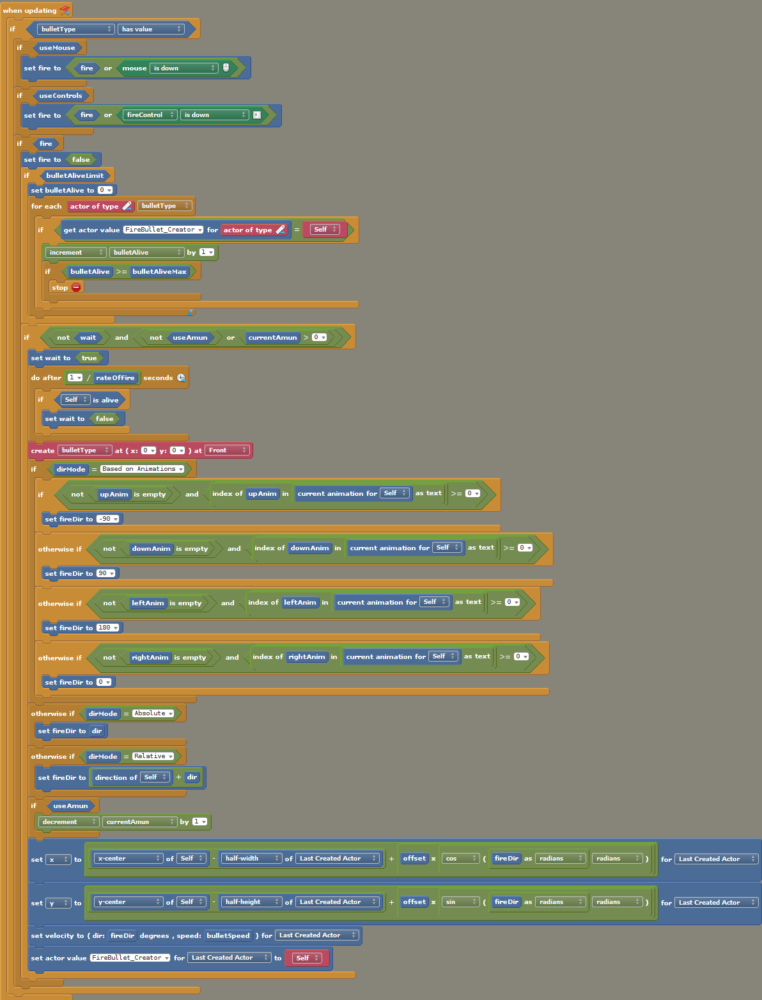 when updating
if bulletType has value
if useMouse
set fire to fire or mouse is down
if useControls
set fire to fire or fireControl is down
if fire
set fire to false
if bulletAliveLimit
set bulletAlive to 0
for each actor of type bulletType
if get actor value FireBullet_Creator for actor of type = Self
increment bulletAlive by 1
if bulletAlive >= bulletAliveMax
stop
if not wait and not useAmun or currentAmun > 0
set wait to true
do after 1 / rateOfFire seconds
if Self is alive
set wait to false
create bulletType at ( x: 0 y: 0 ) at Front
if dirMode = Based on Animations
if not upAnim is empty and index of upAnim in current animation for Self as text >= 0
set fireDir to -90
otherwise if not downAnim is empty and index of downAnim in current animation for Self as text >= 0
set fireDir to 90
otherwise if not leftAnim is empty and index of leftAnim in current animation for Self as text >= 0
set fireDir to 180
otherwise if not rightAnim is empty and index of rightAnim in current animation for Self as text >= 0
set fireDir to 0
otherwise if dirMode = Absolute
set fireDir to dir
otherwise if dirMode = Relative
set fireDir to direction of Self + dir
if useAmun
decrement currentAmun by 1
set x to x-center of Self - half-width of Last Created Actor + offset x cos ( fireDir as radians radians ) for Last Created Actor
set y to y-center of Self - half-height of Last Created Actor + offset x sin ( fireDir as radians radians ) for Last Created Actor
set velocity to ( dir: fireDir degrees , speed: bulletSpeed ) for Last Created Actor
set actor value FireBullet_Creator for Last Created Actor to Self